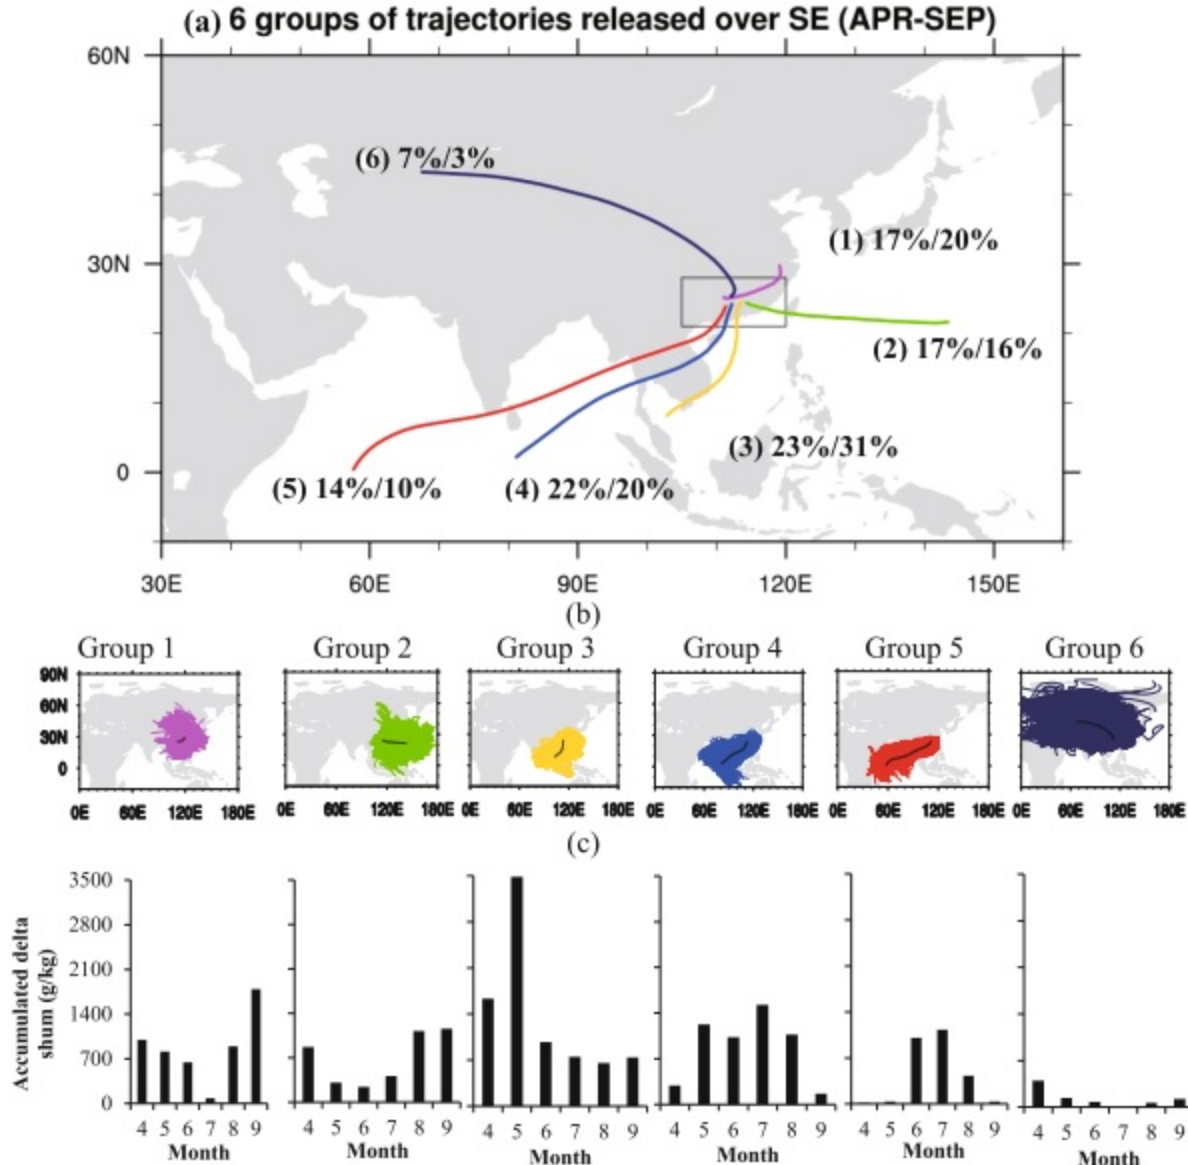 (a) 6 groups of trajectories released over SE (APR-SEP)
60N
(6) 7%/3%
(1) 17%/20%
30N
(2) 17%/16%
(3) 23%/31%
0
(5) 14%/10% (4) 22%/20%
30E 60E 90E 120E 150E
(b)
Group 1 Group 2 Group 3 Group 4 Group 5 Group 6
90N
60N
30N
0
0E 60E 120E 180E 0E 60E 120E 180E 0E 60E 120E 180E 0E 60E 120E 180E 0E 60E 120E 180E 0E 60E 120E 180E
(c)
Accumulated delta
shum (g/kg)
3500
2800
2100
1400
700
0
4 5 6 7 8 9 4 5 6 7 8 9 4 5 6 7 8 9 4 5 6 7 8 9 4 5 6 7 8 9 4 5 6 7 8 9
Month Month Month Month Month Month